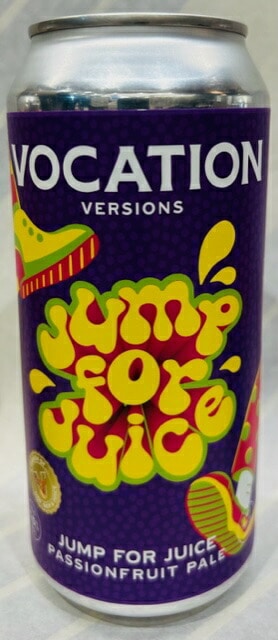 VOCATION
VERSIONS
Jump
for
Juice
JUMP FOR JUICE
PASSIONFRUIT PALE